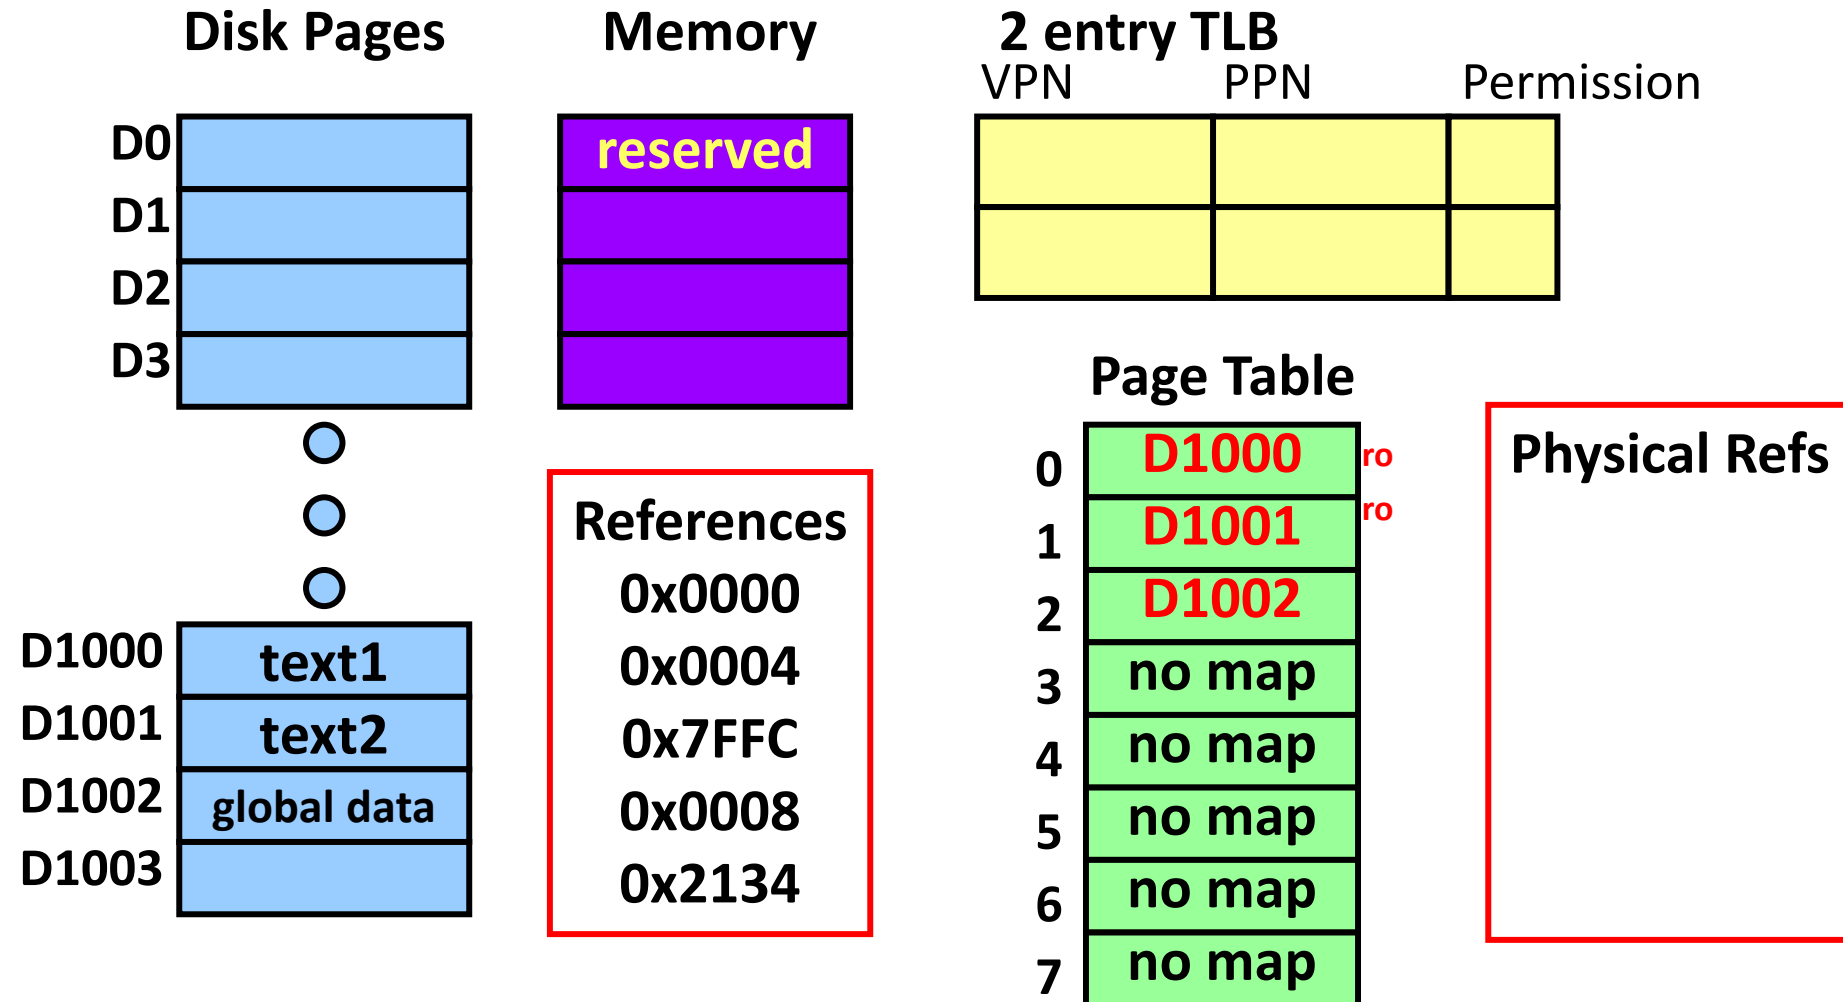 Disk Pages
Memory
2 entry TLB
VPN
PPN
Permission
D0
D1
D2
D3
reserved
D1000
text1
D1001
text2
D1002
global data
D1003
References
0x0000
0x0004
0x7FFC
0x0008
0x2134
Page Table
0
D1000
ro
1
D1001
ro
2
D1002
3
no map
4
no map
5
no map
6
no map
7
no map
Physical Refs